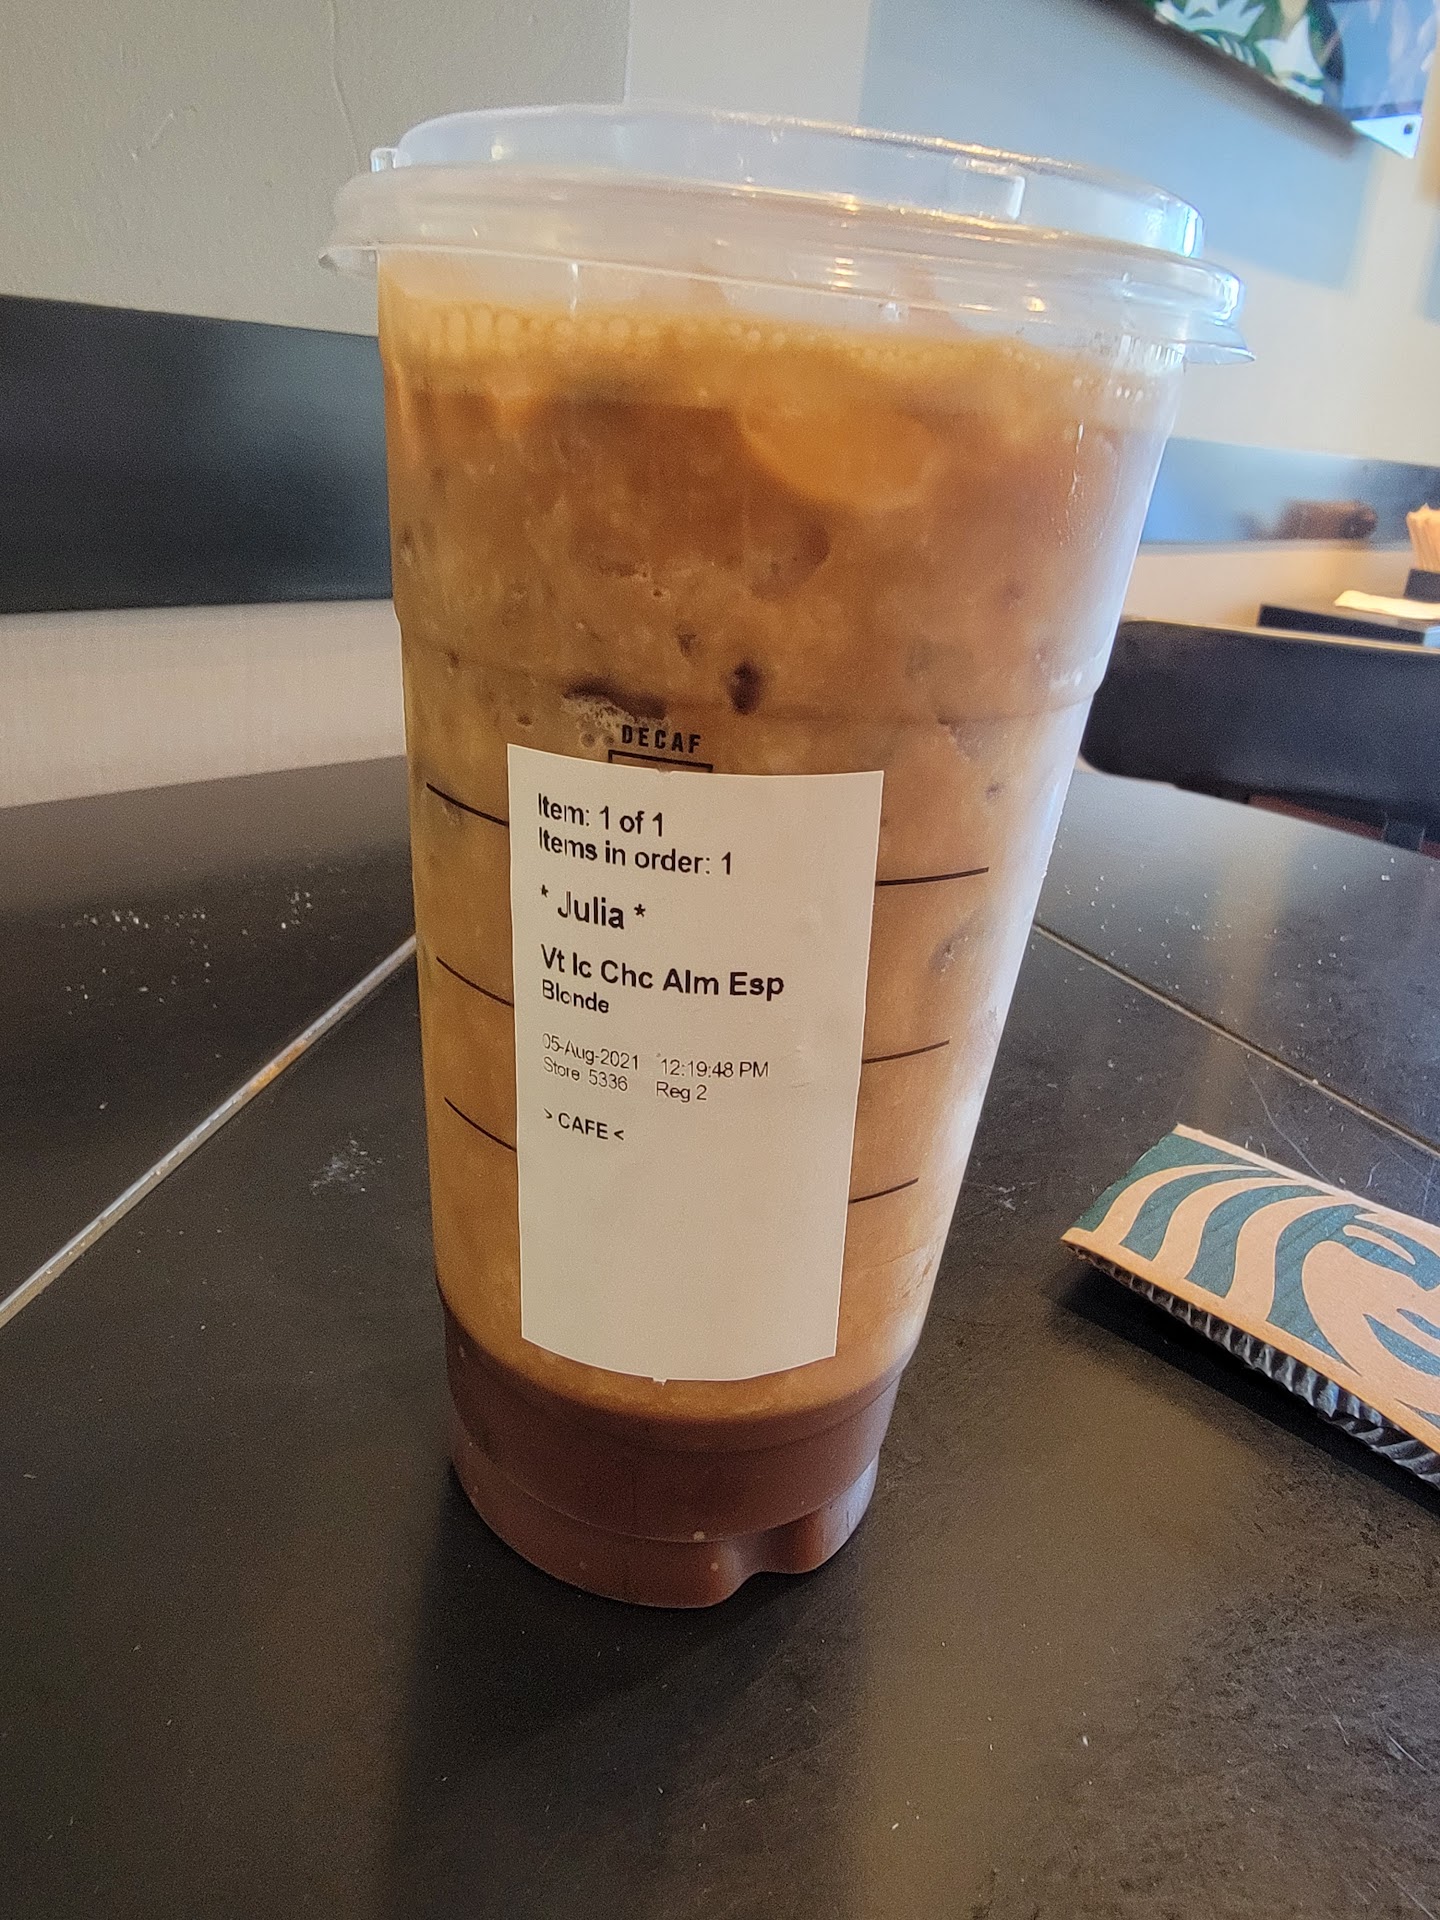 DECAF
Item: 1 of 1
Items in order: 1
* Julia *
Vt Ic Chc Alm Esp
Blonde
05-Aug-2021 12:19:48 PM
Store 5336 Reg 2
> CAFE <